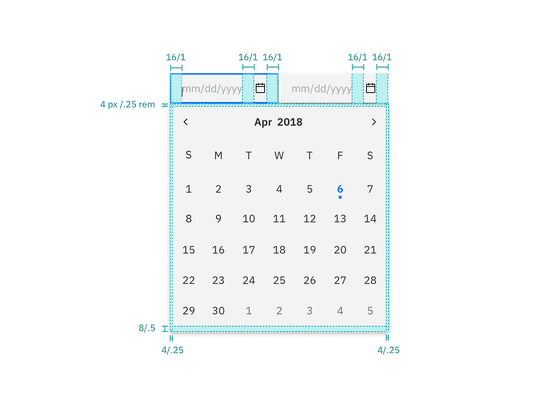 16/1 16/1 16/1 16/1 16/1
mm/dd/yyyy mm/dd/yyyy
4 px /.25 rem
Apr 2018
S M T W T F S
1 2 3 4 5 6 7
8 9 10 11 12 13 14
15 16 17 18 19 20 21
22 23 24 25 26 27 28
29 30 1 2 3 4 5
8/.5
4/.25 4/.25